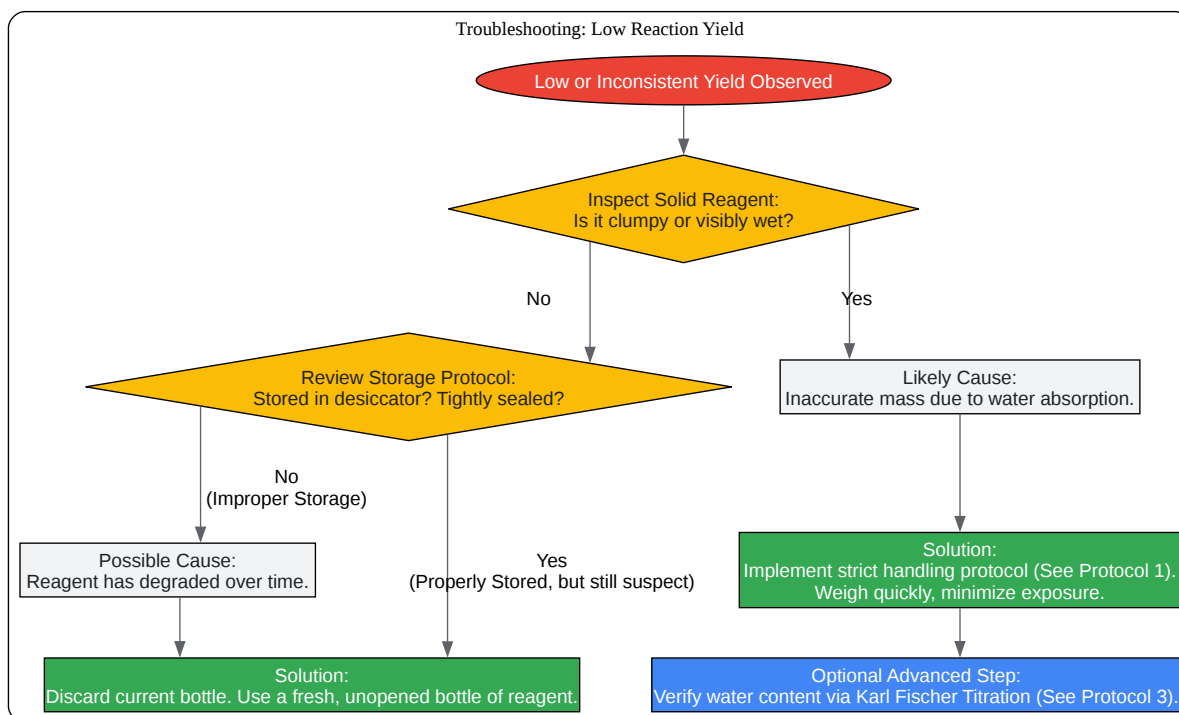 Troubleshooting: Low Reaction Yield
Low or Inconsistent Yield Observed
Inspect Solid Reagent:
Is it clumpy or visibly wet?
No
Yes
Review Storage Protocol:
Stored in desiccator? Tightly sealed?
Likely Cause:
Inaccurate mass due to water absorption.
No
(Improper Storage)
Possible Cause:
Reagent has degraded over time.
Yes
(Properly Stored, but still suspect)
Solution:
Implement strict handling protocol (See Protocol 1).
Weigh quickly, minimize exposure.
Solution:
Discard current bottle. Use a fresh, unopened bottle of reagent.
Optional Advanced Step:
Verify water content via Karl Fischer Titration (See Protocol 3).